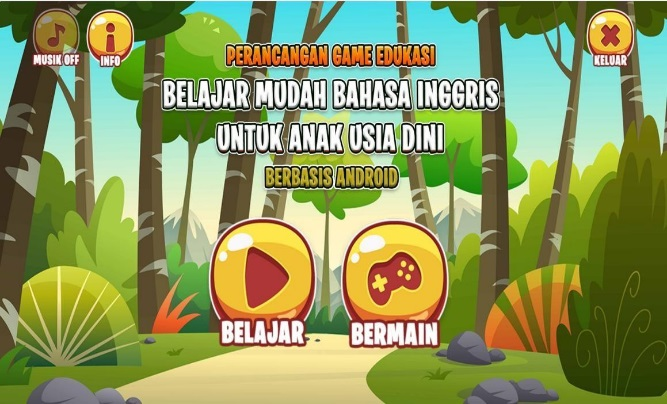 MUSIK OFF
INFO
KELUAR
PERANCANGAN GAME EDUKASI
BELAJAR MUDAH BAHASA INGGRIS
UNTUK ANAK USIA DINI
BERBASIS ANDROID
BELAJAR
BERMAIN